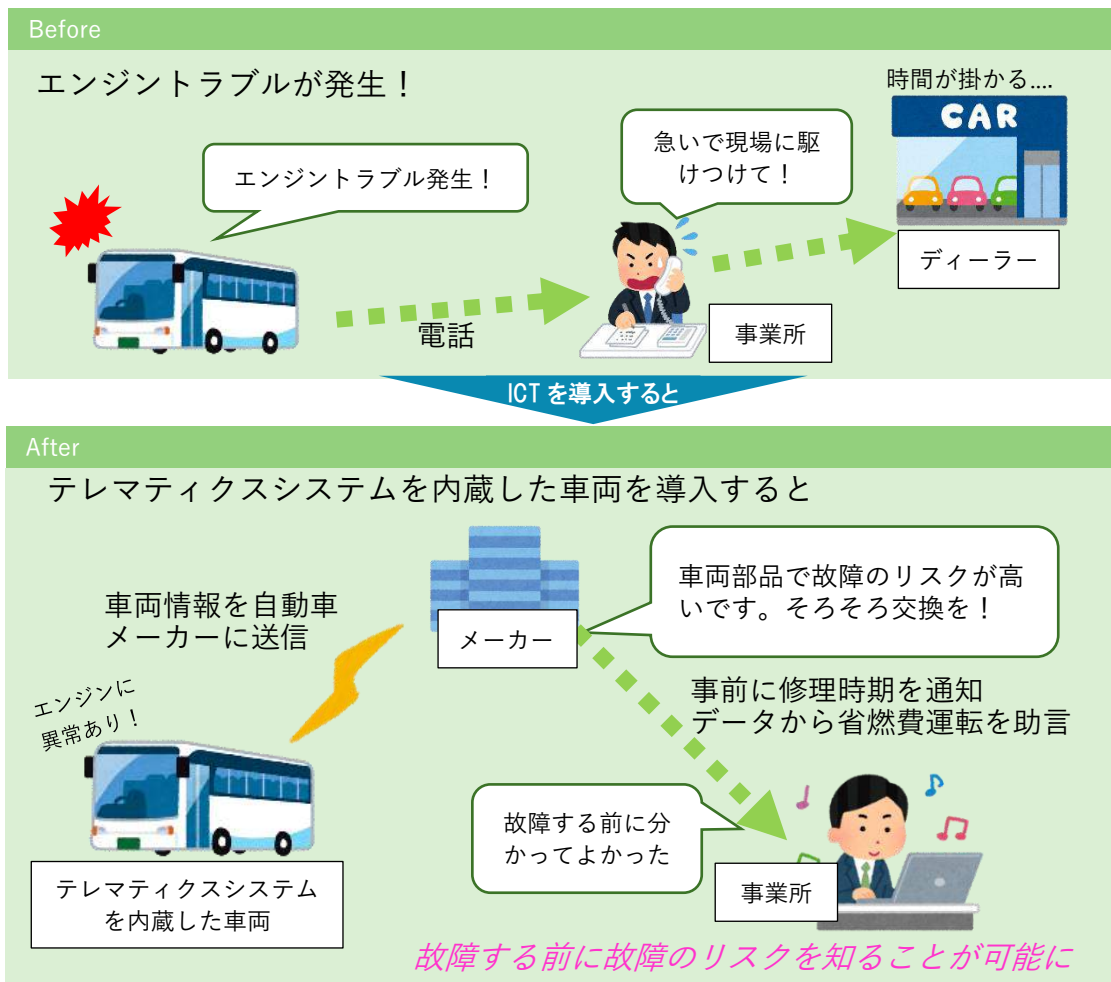 Before
エンジントラブルが発生！
時間が掛かる....
CAR
急いで現場に駆
けつけて！
エンジントラブル発生！
ディーラー
電話
事業所
ICTを導入すると
After
テレマティクスシステムを内蔵した車両を導入すると
車両部品で故障のリスクが高
いです。そろそろ交換を！
車両情報を自動車
メーカーに送信
メーカー
エンジンに
異常あり！
事前に修理時期を通知
データから省燃費運転を助言
故障する前に分
かってよかった
テレマティクスシステム
を内蔵した車両
事業所
故障する前に故障のリスクを知ることが可能に